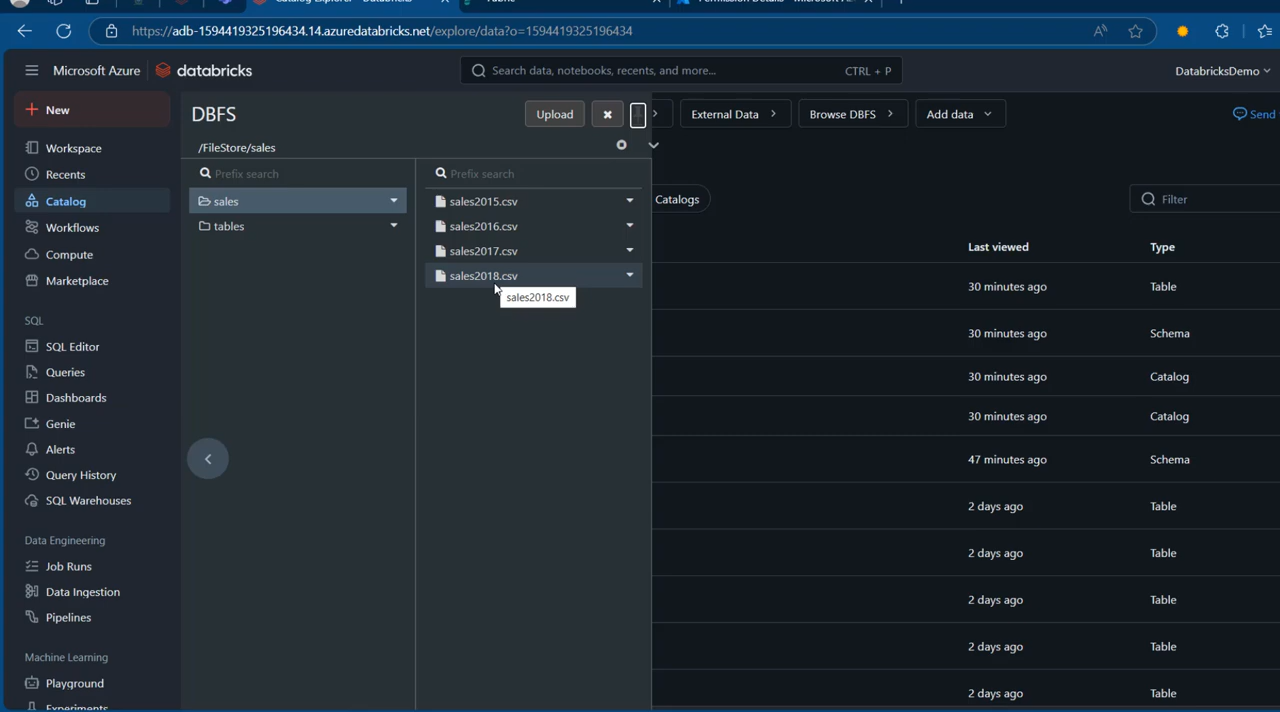 Catalog Explorer - Databricks
Fabric
https://adb-1594419325196434.14.azuredatabricks.net/explore/data?o=1594419325196434
Microsoft Azure
databricks
Search data, notebooks, recents, and more...
CTRL + P
DatabricksDemo
New
DBFS
Upload
External Data
Browse DBFS
Add data
Send
/FileStore/sales
Workspace
Recents
Catalog
Workflows
Compute
Marketplace
Prefix search
Prefix search
sales
tables
sales2015.csv
sales2016.csv
sales2017.csv
sales2018.csv
sales2018.csv
Catalogs
Filter
Last viewed
Type
30 minutes ago
Table
30 minutes ago
Schema
30 minutes ago
Catalog
30 minutes ago
Catalog
47 minutes ago
Schema
2 days ago
Table
2 days ago
Table
2 days ago
Table
2 days ago
Table
2 days ago
Table
SQL
SQL Editor
Queries
Dashboards
Genie
Alerts
Query History
SQL Warehouses
Data Engineering
Job Runs
Data Ingestion
Pipelines
Machine Learning
Playground
Experiments